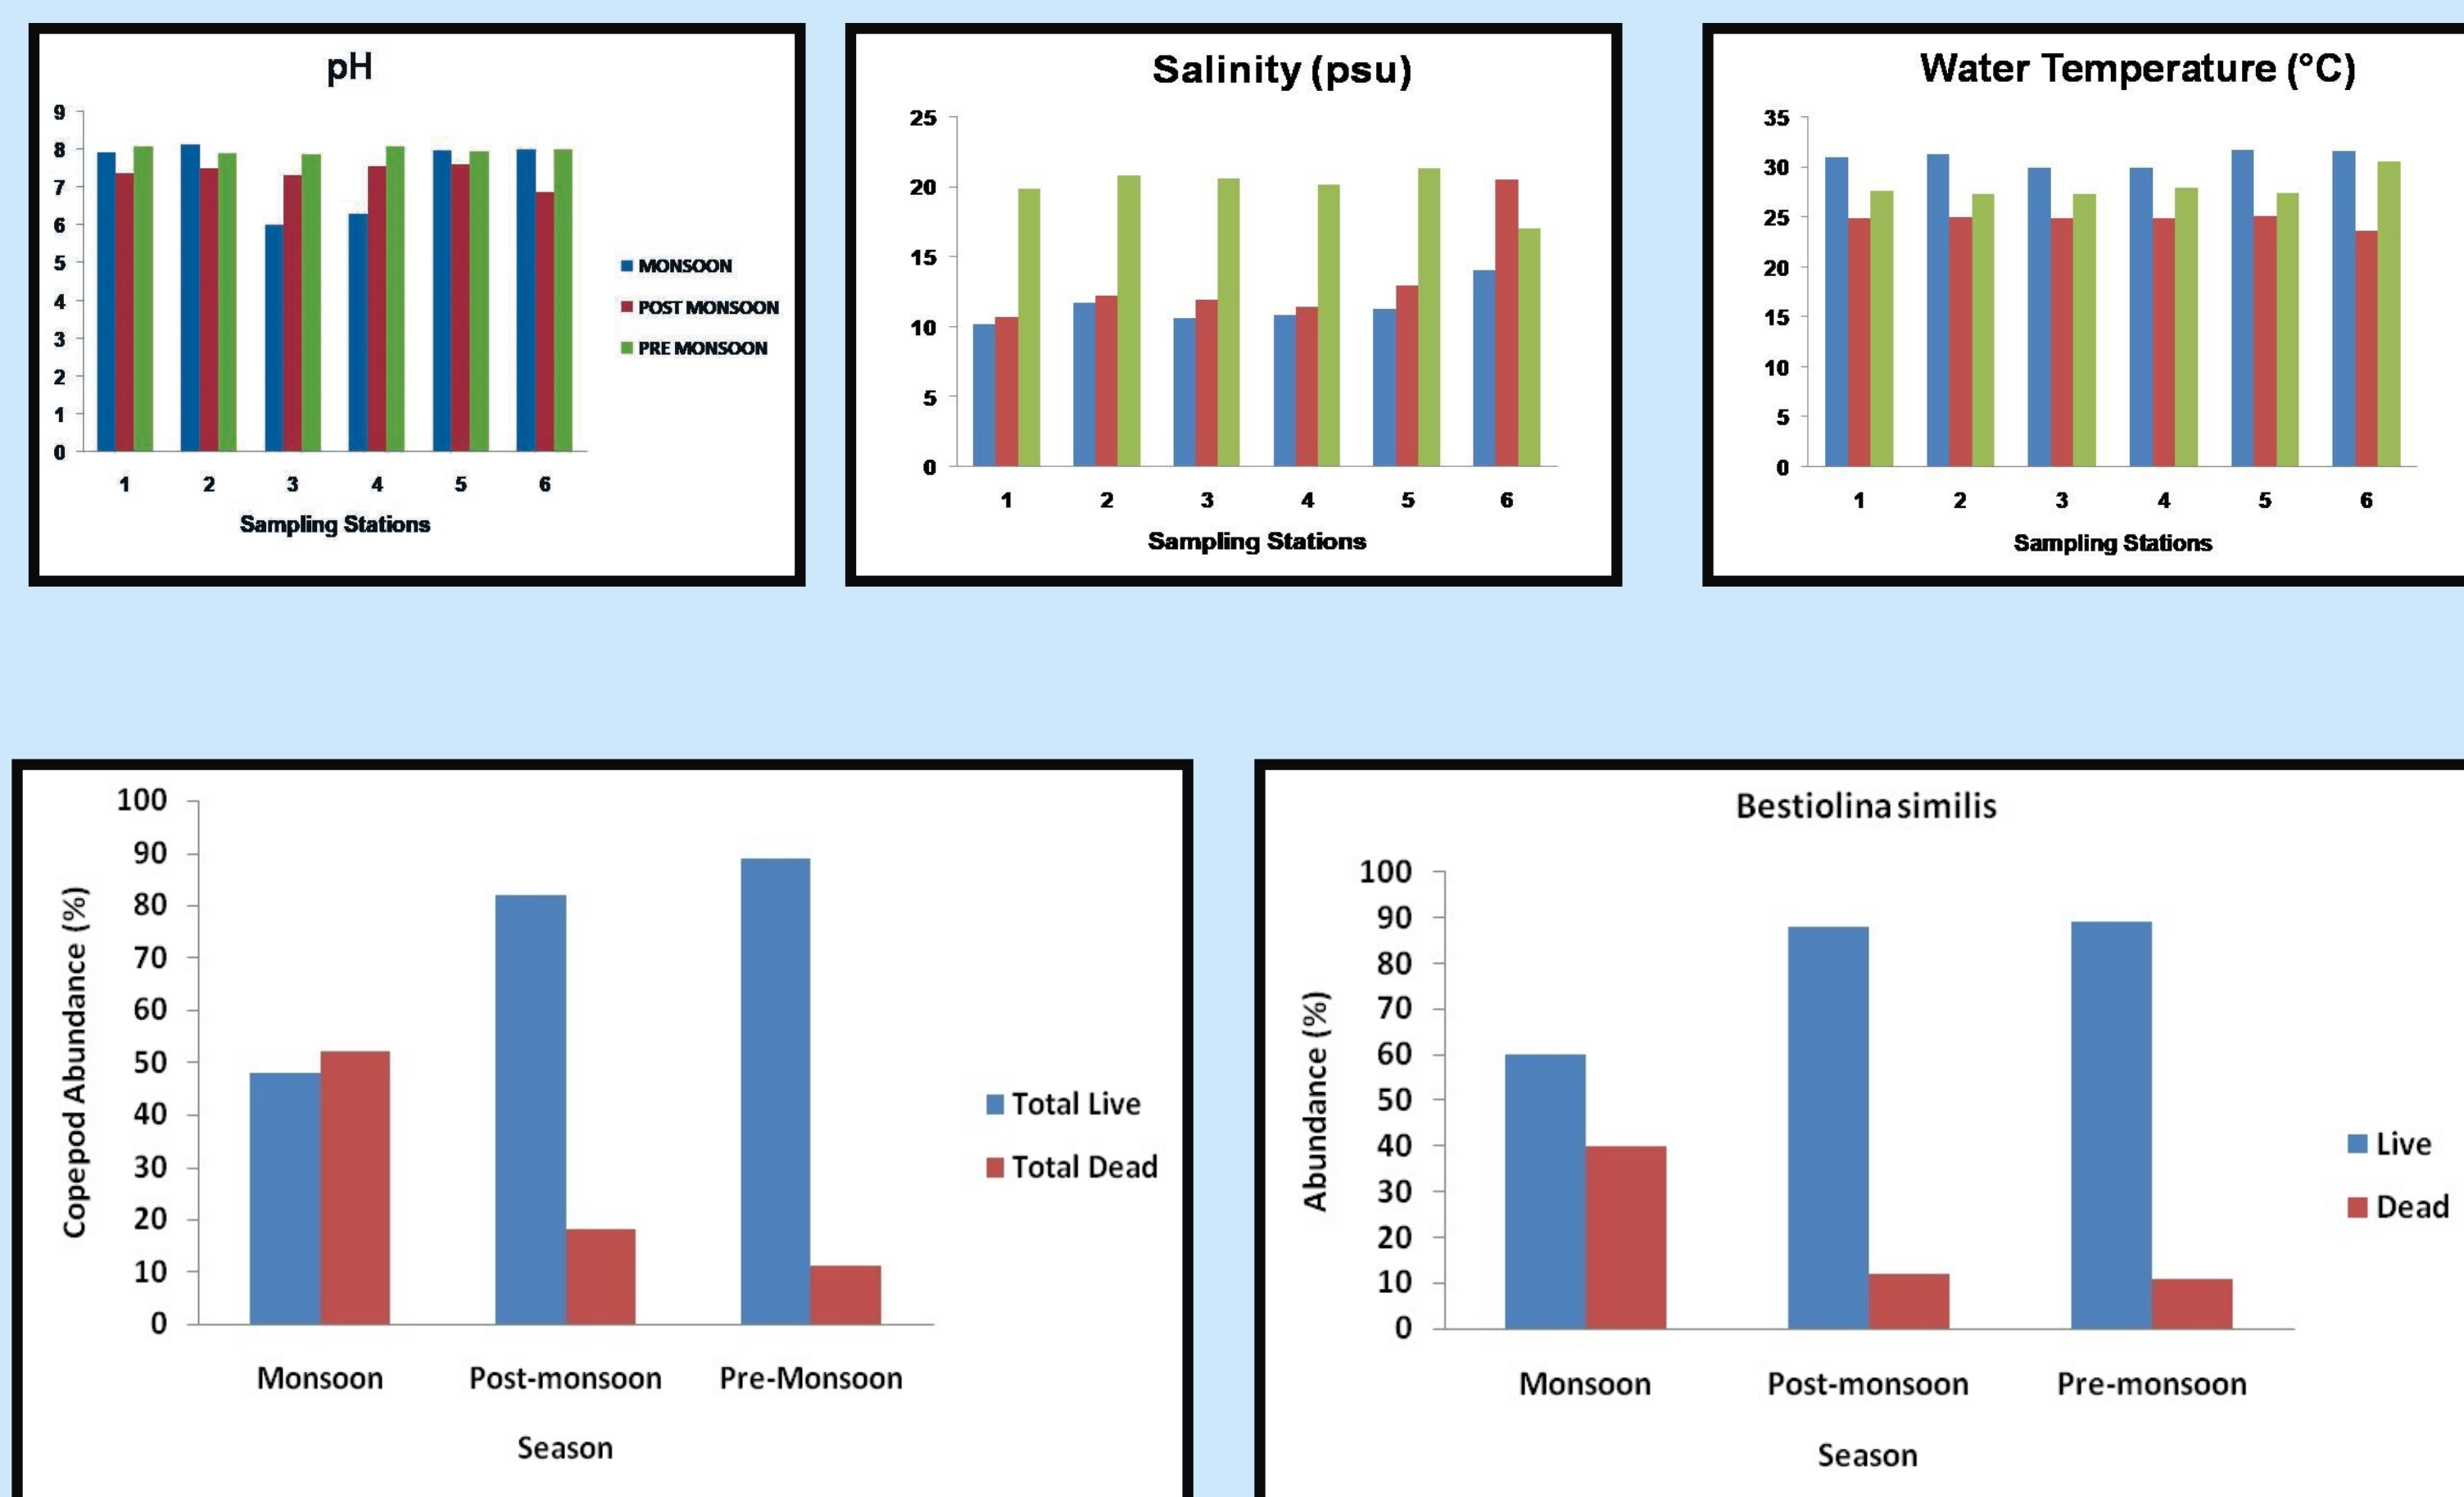 pH
9
8
7
6
5
4
3
2
1
0
1 2 3 4 5 6
Sampling Stations
MONSOON
POST MONSOON
PRE MONSOON
Salinity (psu)
25
20
15
10
5
0
1 2 3 4 5 6
Sampling Stations
Water Temperature (°C)
35
30
25
20
15
10
5
0
1 2 3 4 5 6
Sampling Stations
Copepod Abundance (%)
100
90
80
70
60
50
40
30
20
10
0
Monsoon Post-monsoon Pre-Monsoon
Season
Total Live
Total Dead
Bestiolina similis
Abundance (%)
100
90
80
70
60
50
40
30
20
10
0
Monsoon Post-monsoon Pre-monsoon
Season
Live
Dead